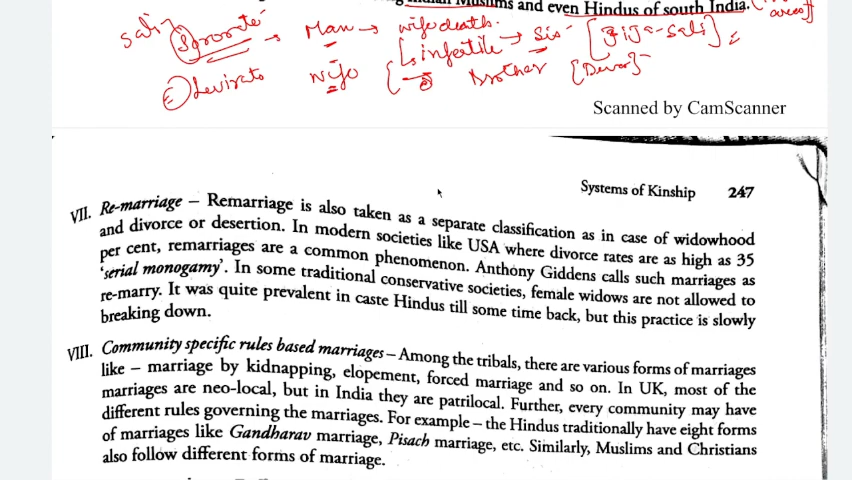 Muslims and even Hindus of south India.
sali
Sororate → Man → wife death.
infertile → Sis [Jija-Sali]
Levirate Wife Brother [Devar]
Scanned by CamScanner
Systems of Kinship 247
VII. Re-marriage – Remarriage is also taken as a separate classification as in case of widowhood
and divorce or desertion. In modern societies like USA where divorce rates are as high as 35
per cent, remarriages are a common phenomenon. Anthony Giddens calls such marriages as
'serial monogamy'. In some traditional conservative societies, female widows are not allowed to
re-marry. It was quite prevalent in caste Hindus till some time back, but this practice is slowly
breaking down.
VIII. Community specific rules based marriages – Among the tribals, there are various forms of marriages
like – marriage by kidnapping, elopement, forced marriage and so on. In UK, most of the
marriages are neo-local, but in India they are patrilocal. Further, every community may have
different rules governing the marriages. For example – the Hindus traditionally have eight forms
of marriages like Gandharav marriage, Pisach marriage, etc. Similarly, Muslims and Christians
also follow different forms of marriage.